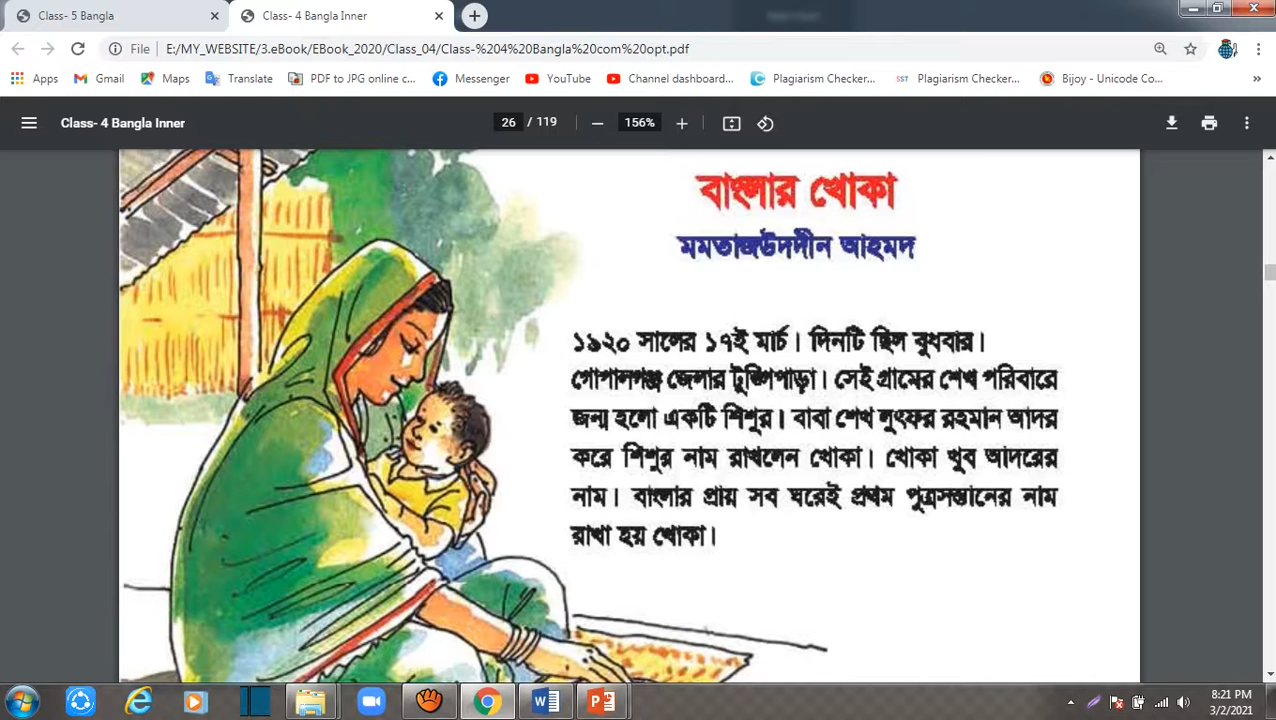 Class- 5 Bangla
Class- 4 Bangla Inner
File
E:/MY_WEBSITE/3.eBook/EBook_2020/Class_04/Class-%204%20Bangla%20com%20opt.pdf
Apps Gmail Maps Translate PDF to JPG online c... Messenger YouTube Channel dashboard... Plagiarism Checker... SST Plagiarism Checker... Bijoy - Unicode Co... »
Class- 4 Bangla Inner
26 / 119
156%
বাংলার খোকা
মমতাজউদদীন আহমদ
১৯২০ সালের ১৭ই মার্চ। দিনটি ছিল বুধবার।
গোপালগঞ্জ জেলার টুঙ্গিপাড়া। সেই গ্রামের শেখ পরিবারে
জন্ম হলো একটি শিশুর। বাবা শেখ লুৎফর রহমান আদর
করে শিশুর নাম রাখলেন খোকা। খোকা খুব আদরের
নাম। বাংলার প্রায় সব ঘরেই প্রথম পুত্রসন্তানের নাম
রাখা হয় খোকা।
8:21 PM
3/2/2021